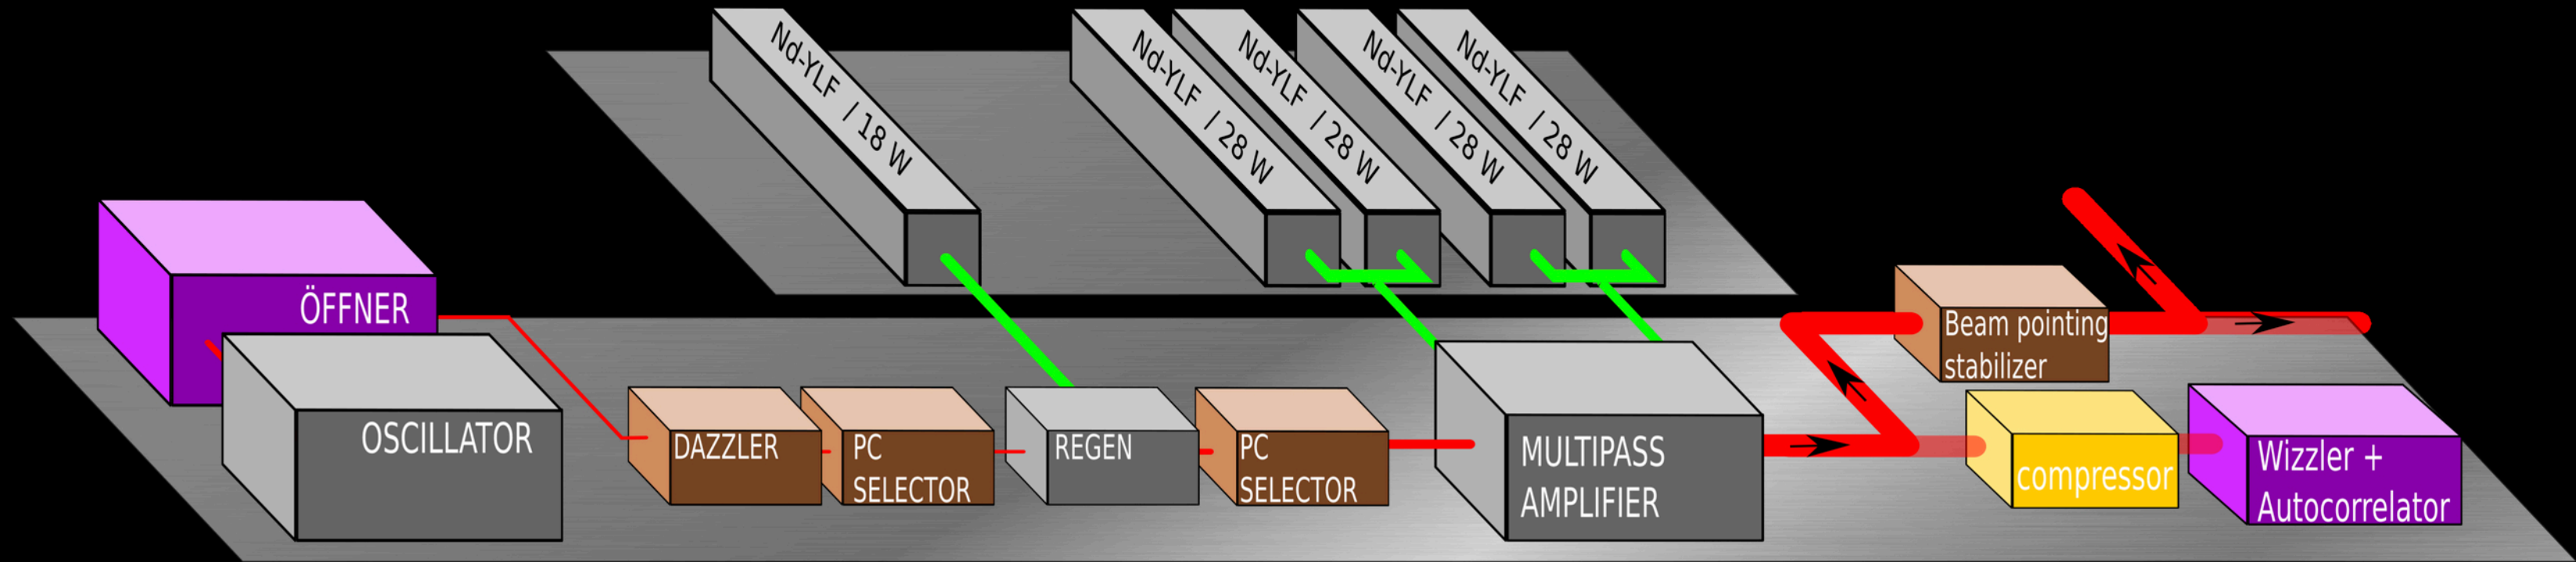 Nd-YLF | 18 W
Nd-YLF | 28 W
Nd-YLF | 28 W
Nd-YLF | 28 W
Nd-YLF | 28 W
ÖFFNER
OSCILLATOR
DAZZLER
PC
SELECTOR
REGEN
PC
SELECTOR
MULTIPASS
AMPLIFIER
Beam pointing
stabilizer
compressor
Wizzler +
Autocorrelator